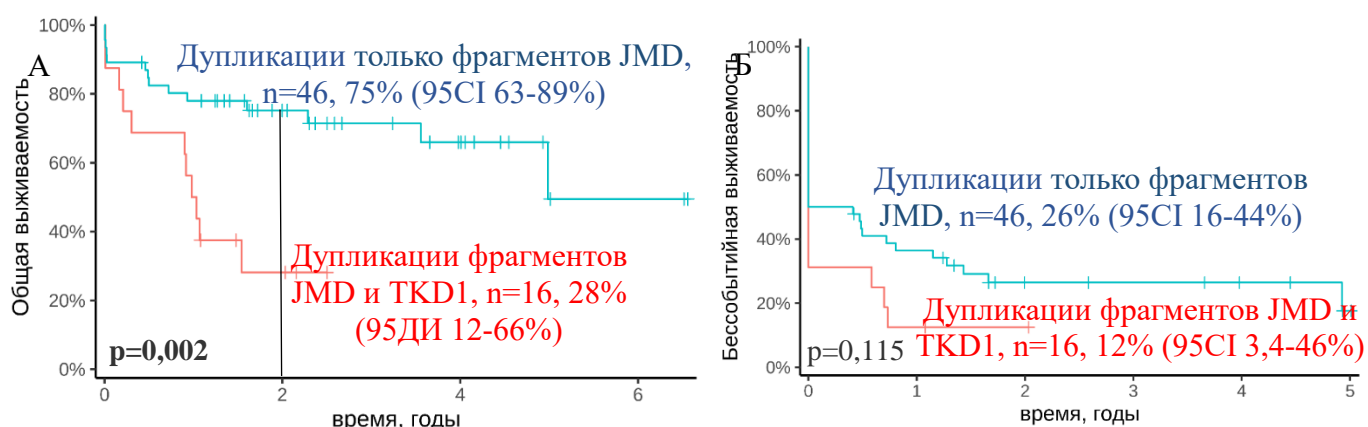 А
Общая выживаемость
100%
80%
60%
40%
20%
0%
Дупликации только фрагментов JMD,
n=46, 75% (95CI 63-89%)
Дупликации фрагментов
JMD и TKD1, n=16, 28%
(95ДИ 12-66%)
p=0,002
0 2 4 6
время, годы
Б
Бессобытийная выживаемость
100%
80%
60%
40%
20%
0%
Дупликации только фрагментов
JMD, n=46, 26% (95CI 16-44%)
Дупликации фрагментов JMD и
TKD1, n=16, 12% (95CI 3,4-46%)
p=0,115
0 1 2 3 4 5
время, годы